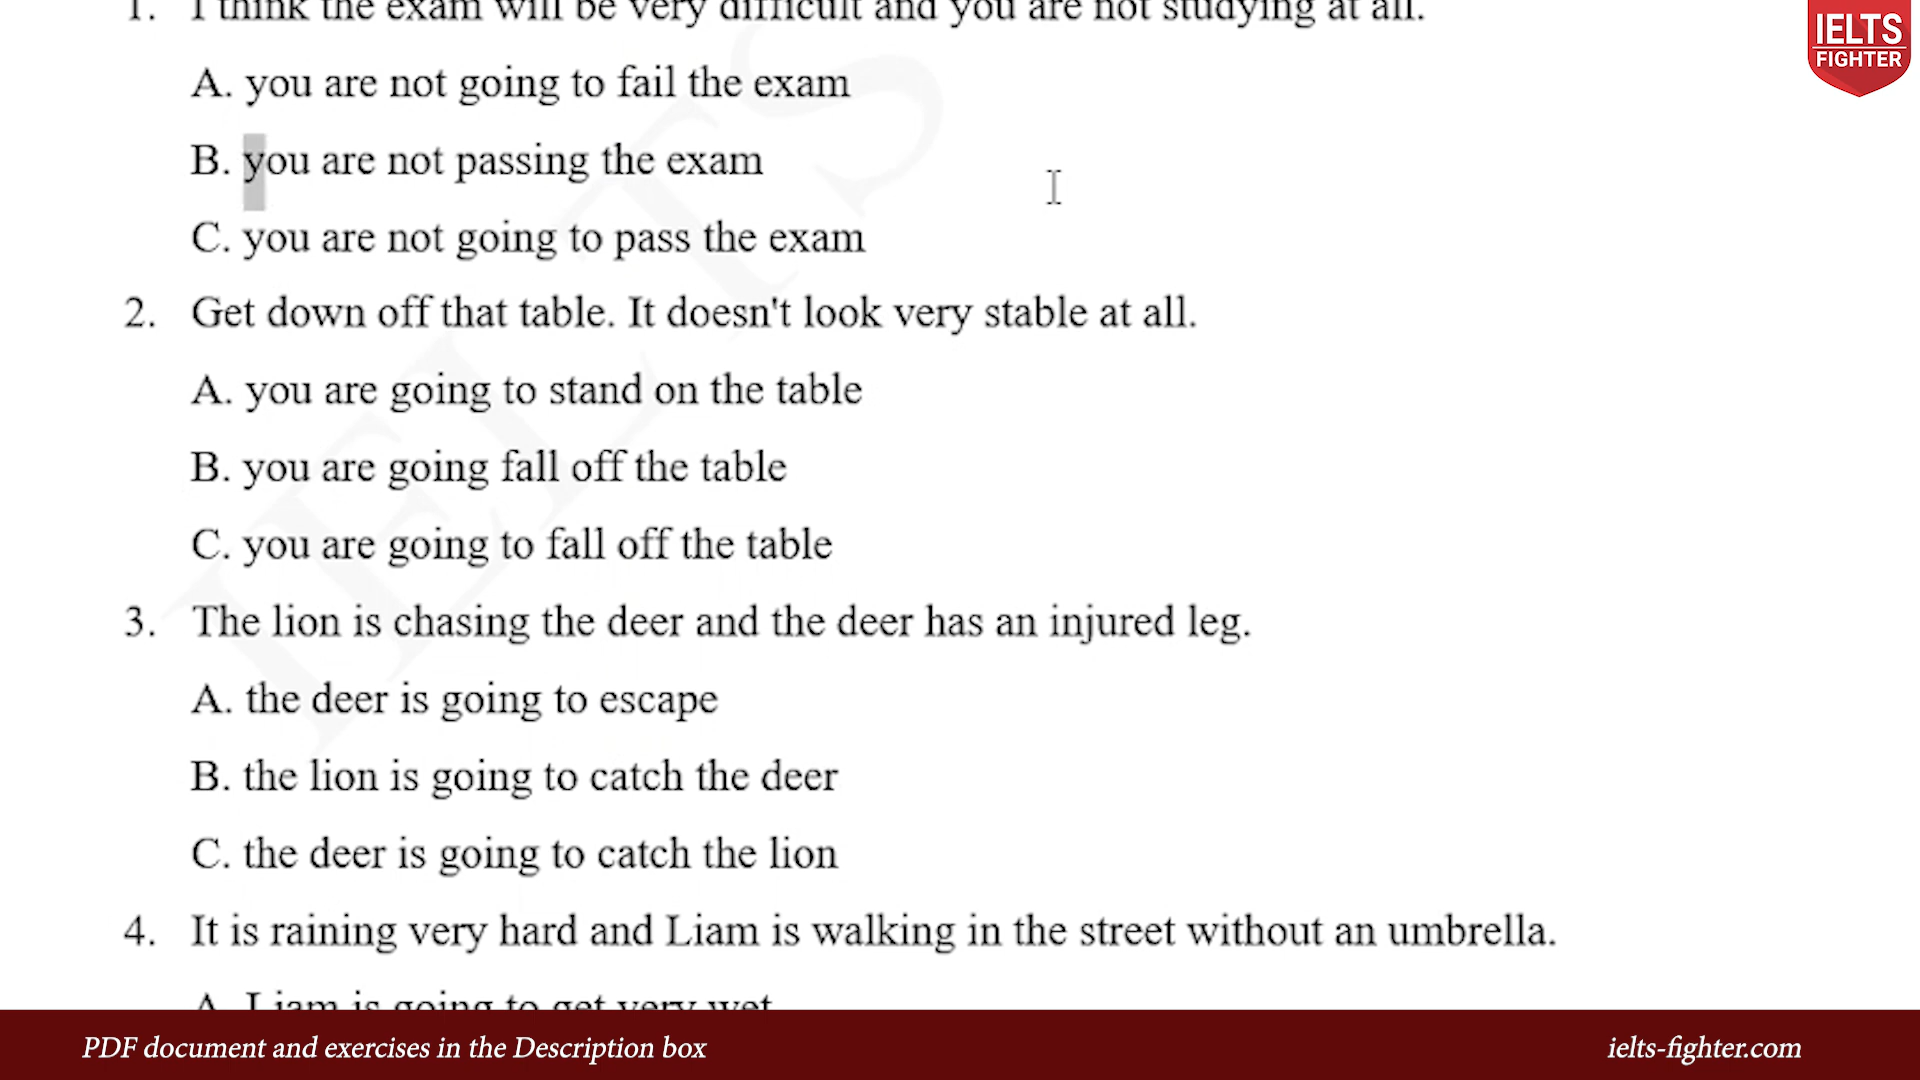 1. I think the exam will be very difficult and you are not studying at all.
IELTS
FIGHTER
A. you are not going to fail the exam
B. you are not passing the exam
C. you are not going to pass the exam
2. Get down off that table. It doesn't look very stable at all.
A. you are going to stand on the table
B. you are going fall off the table
C. you are going to fall off the table
3. The lion is chasing the deer and the deer has an injured leg.
A. the deer is going to escape
B. the lion is going to catch the deer
C. the deer is going to catch the lion
4. It is raining very hard and Liam is walking in the street without an umbrella.
A. Liam is going to get very wet
IELTS
PDF document and exercises in the Description box
ielts-fighter.com